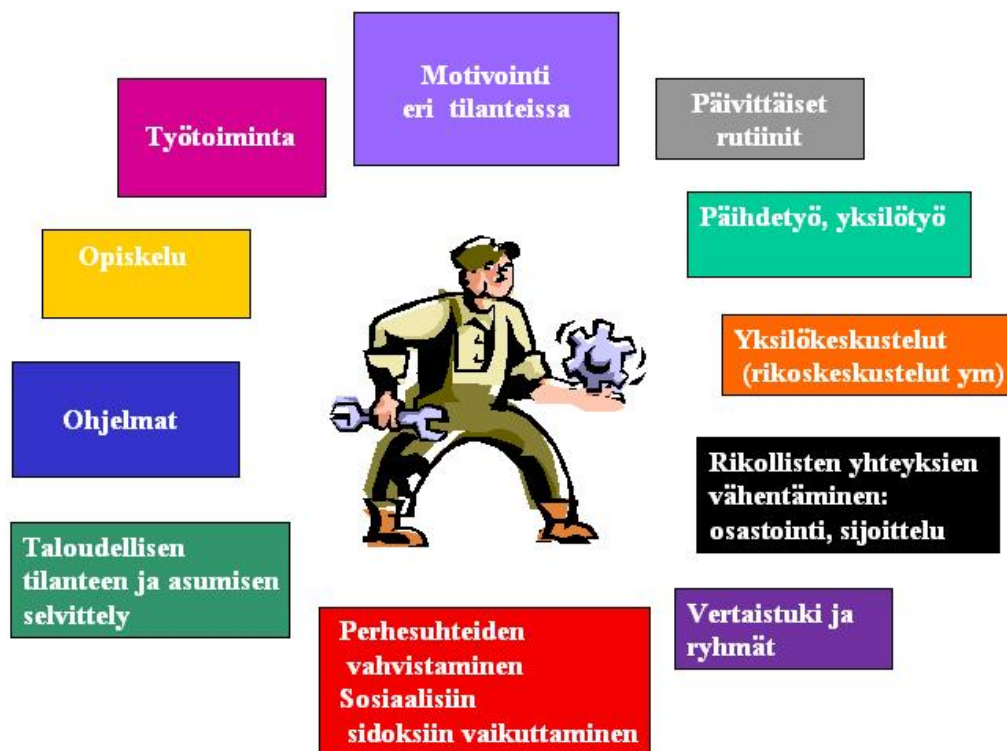 Motivointi
eri tilanteissa
Työtoiminta
Päivittäiset
rutiinit
Opiskelu
Päihdetyö, yksilötyö
Ohjelmat
Yksilökeskustelut
(rikoskeskustelut ym)
Rikollisten yhteyksien
vähentäminen:
osastointi, sijoittelu
Taloudellisen
tilanteen ja asumisen
selvittely
Perhesuhteiden
vahvistaminen
Sosiaalisiin
sidoksiin vaikuttaminen
Vertaistuki ja
ryhmät